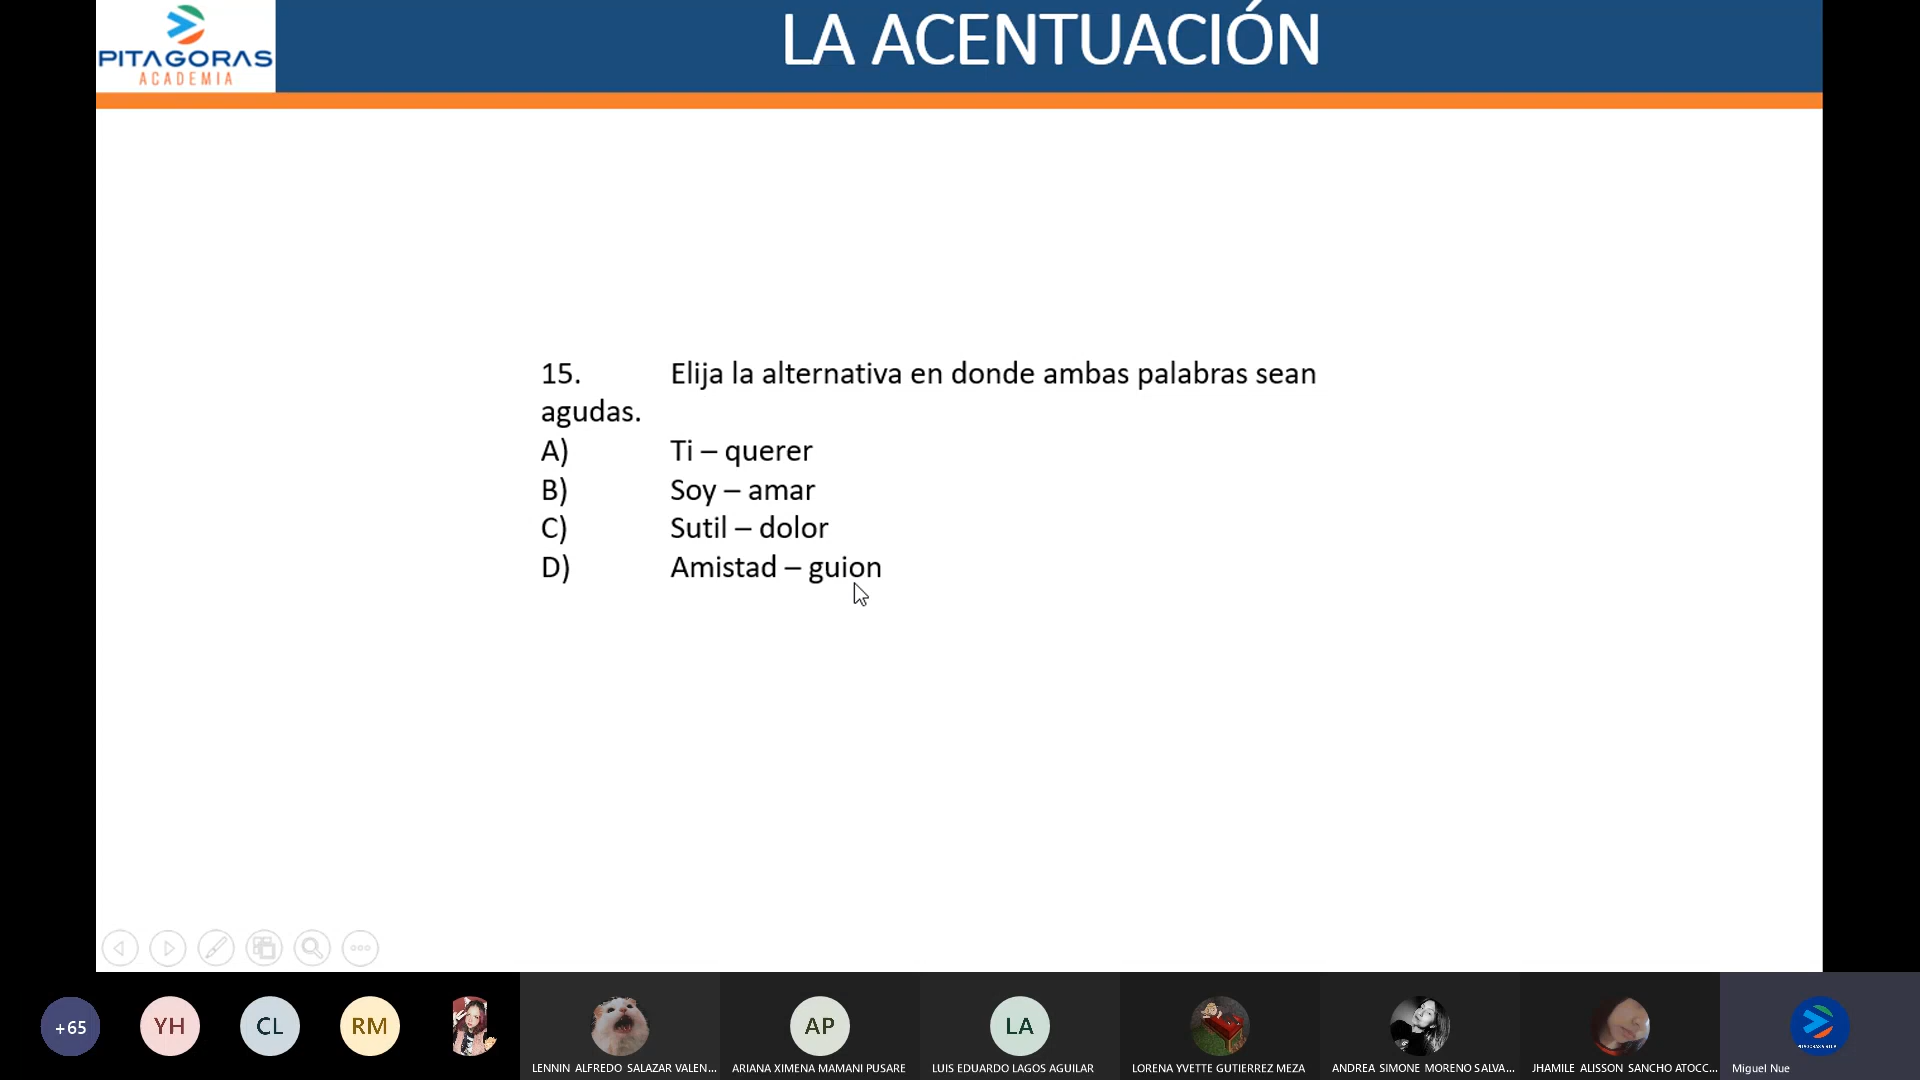 PITAGORAS
ACADEMIA
LA ACENTUACIÓN
15. Elija la alternativa en donde ambas palabras sean
agudas.
A) Ti – querer
B) Soy – amar
C) Sutil – dolor
D) Amistad – guion
+65
YH
CL
RM
AP
LA
LENNIN ALFREDO SALAZAR VALEN...
ARIANA XIMENA MAMANI PUSARE
LUIS EDUARDO LAGOS AGUILAR
LORENA YVETTE GUTIERREZ MEZA
ANDREA SIMONE MORENO SALVA...
JHAMILE ALISSON SANCHO ATOCC...
Miguel Nue